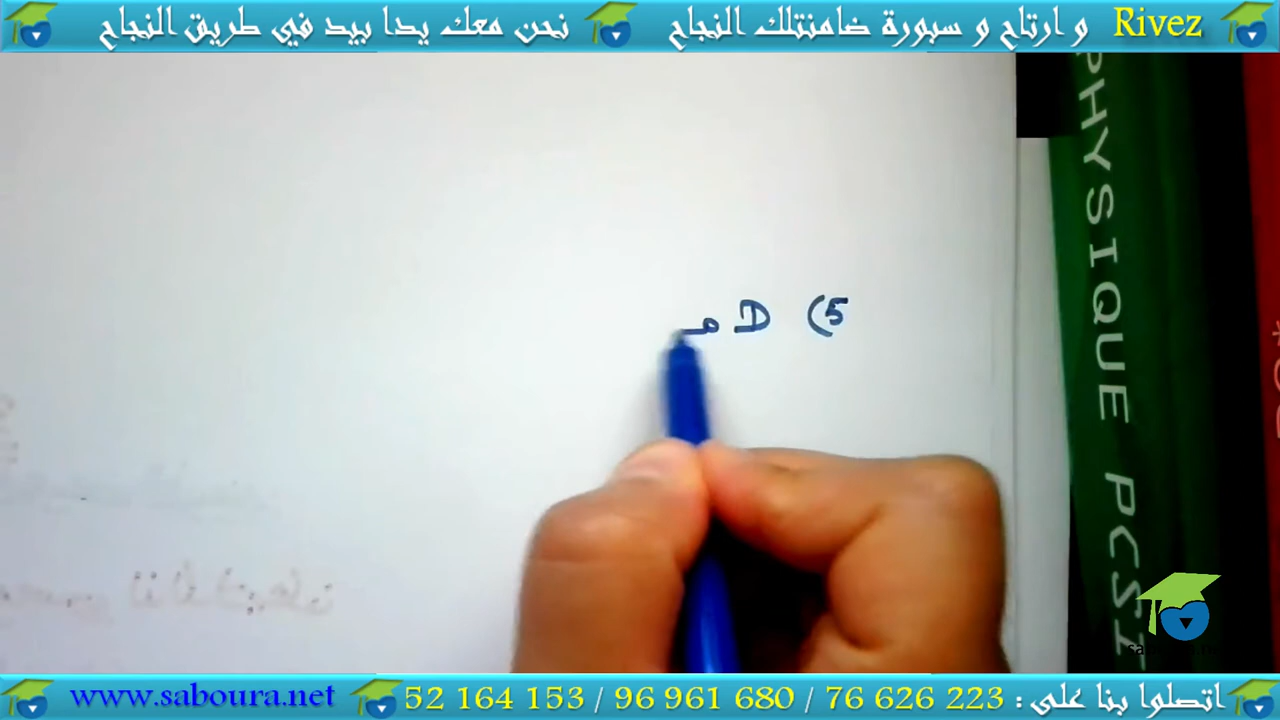 Rivez و ارتاح و سبورة ضامنتلك النجاح نحن معك يدا بيد في طريق النجاح
5) D م
PHYSIQUE PCSI
اتصلوا بنا على : 52 164 153 / 96 961 680 / 76 626 223 www.saboura.net